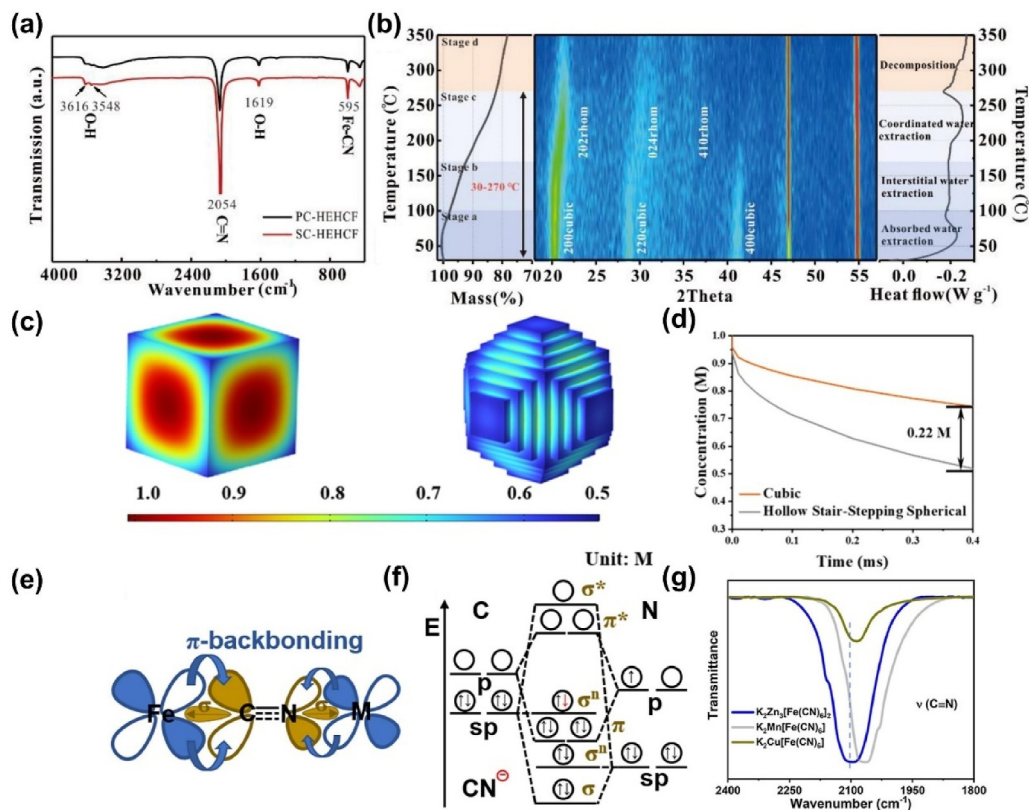 (a)
Transmission (a.u.)
3616
3548
H-O
1619
O-H-O
595
Fe-CN
2054
C≡N
PC-HEHCF
SC-HEHCF
4000 3200 2400 1600 800
Wavenumber (cm⁻¹)
(b)
Temperature (℃)
350
300
250
200
150
100
50
Stage d
Stage c
Stage b
30-270 ℃
Stage a
100 90 80 70
Mass(%)
202rhom
024rhom
410rhom
200cubic
220cubic
400cubic
20 25 30 35 40 45 50 55
2Theta
Decomposition
Coordinated water
extraction
Interstitial water
extraction
Absorbed water
extraction
0.0 -0.2
Heat flow(W g⁻¹)
350
300
250
200
150
100
50
Temperature(℃)
(c)
1.0 0.9 0.8 0.7 0.6 0.5
Unit: M
(d)
Concentration (M)
1.0
0.9
0.8
0.7
0.6
0.5
0.4
0.3
0.22 M
Cubic
Hollow Stair-Stepping Spherical
0.0 0.1 0.2 0.3 0.4
Time (ms)
(e)
π-backbonding
Fe σ C N σ M
(f)
E
C
N
σ*
π*
p
p
σⁿ
sp
π
σⁿ
sp
CN⊖
σ
(g)
Transmittance
ν (C≡N)
K₂Zn₃[Fe(CN)₆]₂
K₂Mn[Fe(CN)₆]
K₂Cu[Fe(CN)₆]
2400 2250 2100 1950 1800
Wavenumber (cm⁻¹)